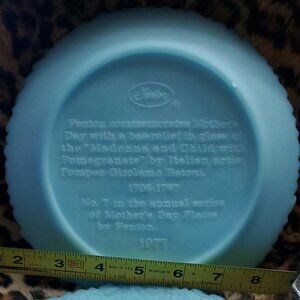 Fenton
®
Fenton commemorates Mother's
Day with a bas-relief in glass of
the "Madonna and Child with
Pomegranate" by Italian artist
Pompeo Girolamo Batoni.
1708-1787
No. 7 in the annual series
of Mother's Day Plates
by Fenton.
1977
1 2 3 4 5 6 7 8